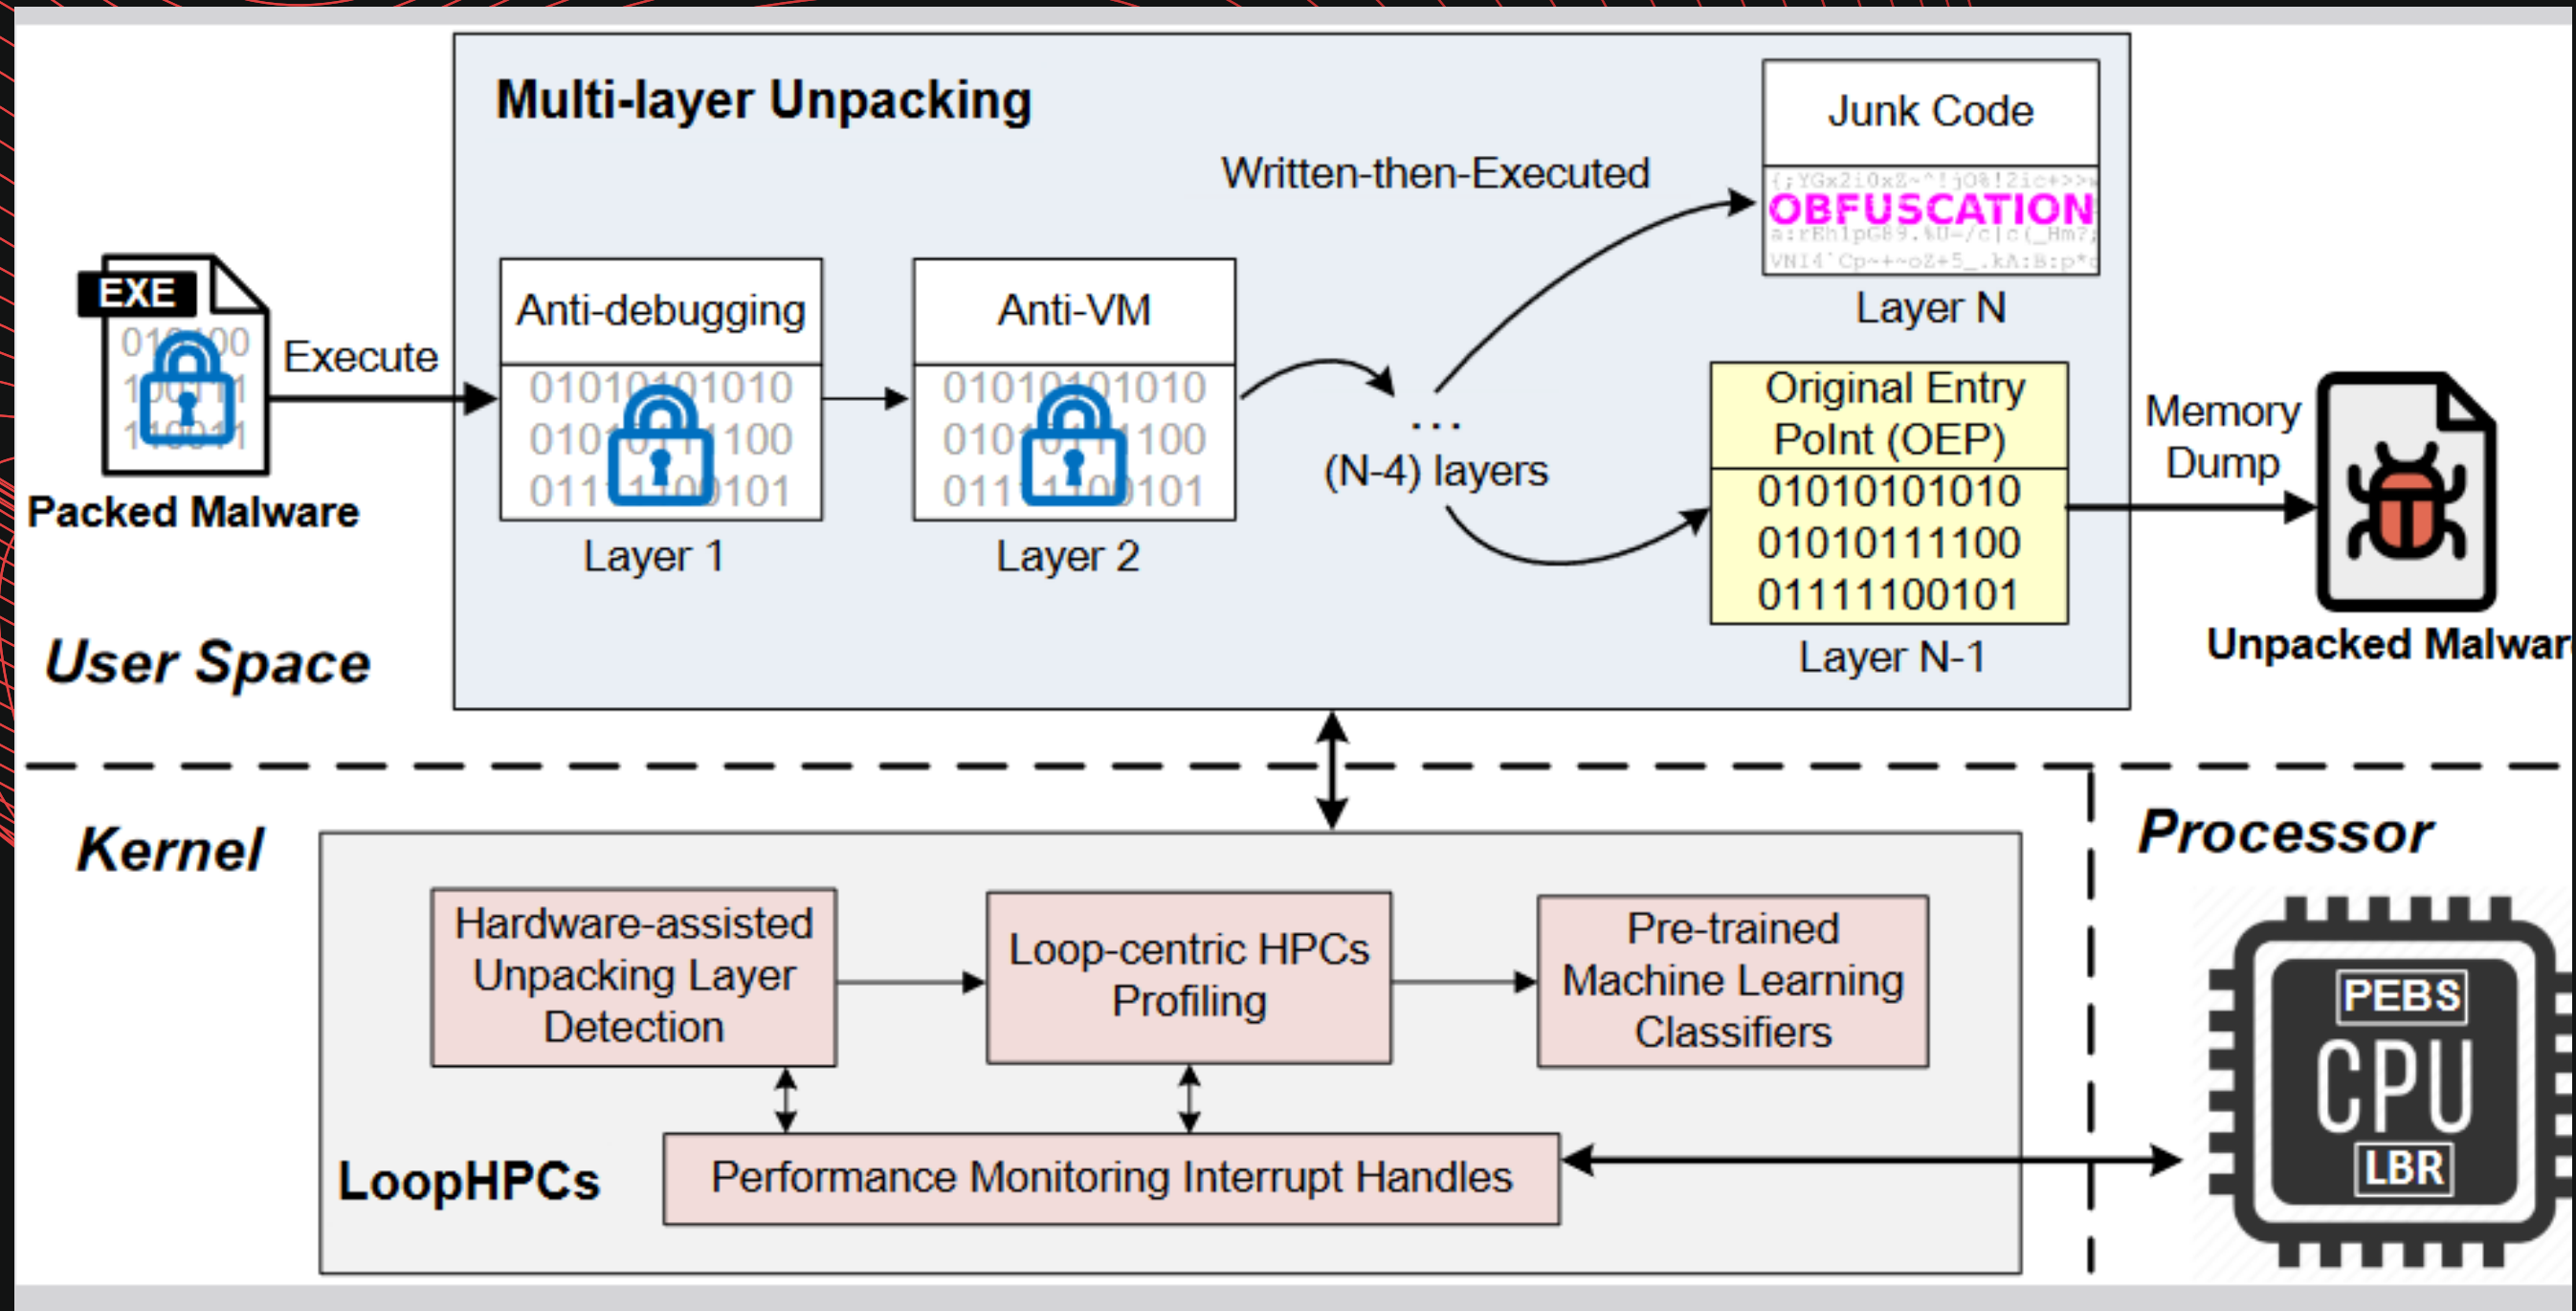 Multi-layer Unpacking
Junk Code
Written-then-Executed
OBFUSCATION
Layer N
EXE
Execute
Packed Malware
Anti-debugging
01010101010
Layer 1
Anti-VM
01010101010
Layer 2
...
(N-4) layers
Original Entry
PoInt (OEP)
01010101010
01010111100
01111100101
Layer N-1
Memory
Dump
Unpacked Malwar
User Space
Kernel
Processor
Hardware-assisted
Unpacking Layer
Detection
Loop-centric HPCs
Profiling
Pre-trained
Machine Learning
Classifiers
LoopHPCs
Performance Monitoring Interrupt Handles
PEBS
CPU
LBR